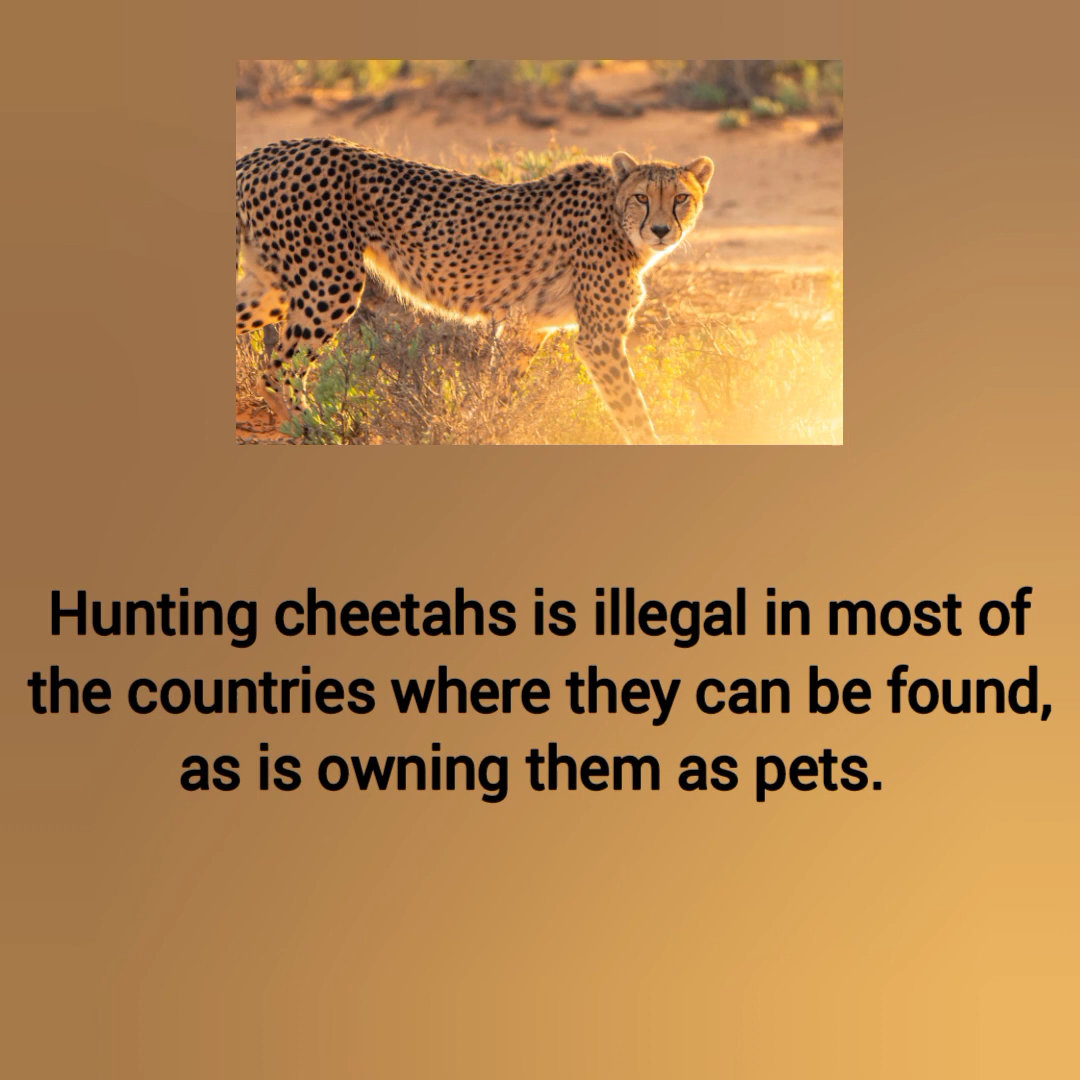 Hunting cheetahs is illegal in most of
the countries where they can be found,
as is owning them as pets.